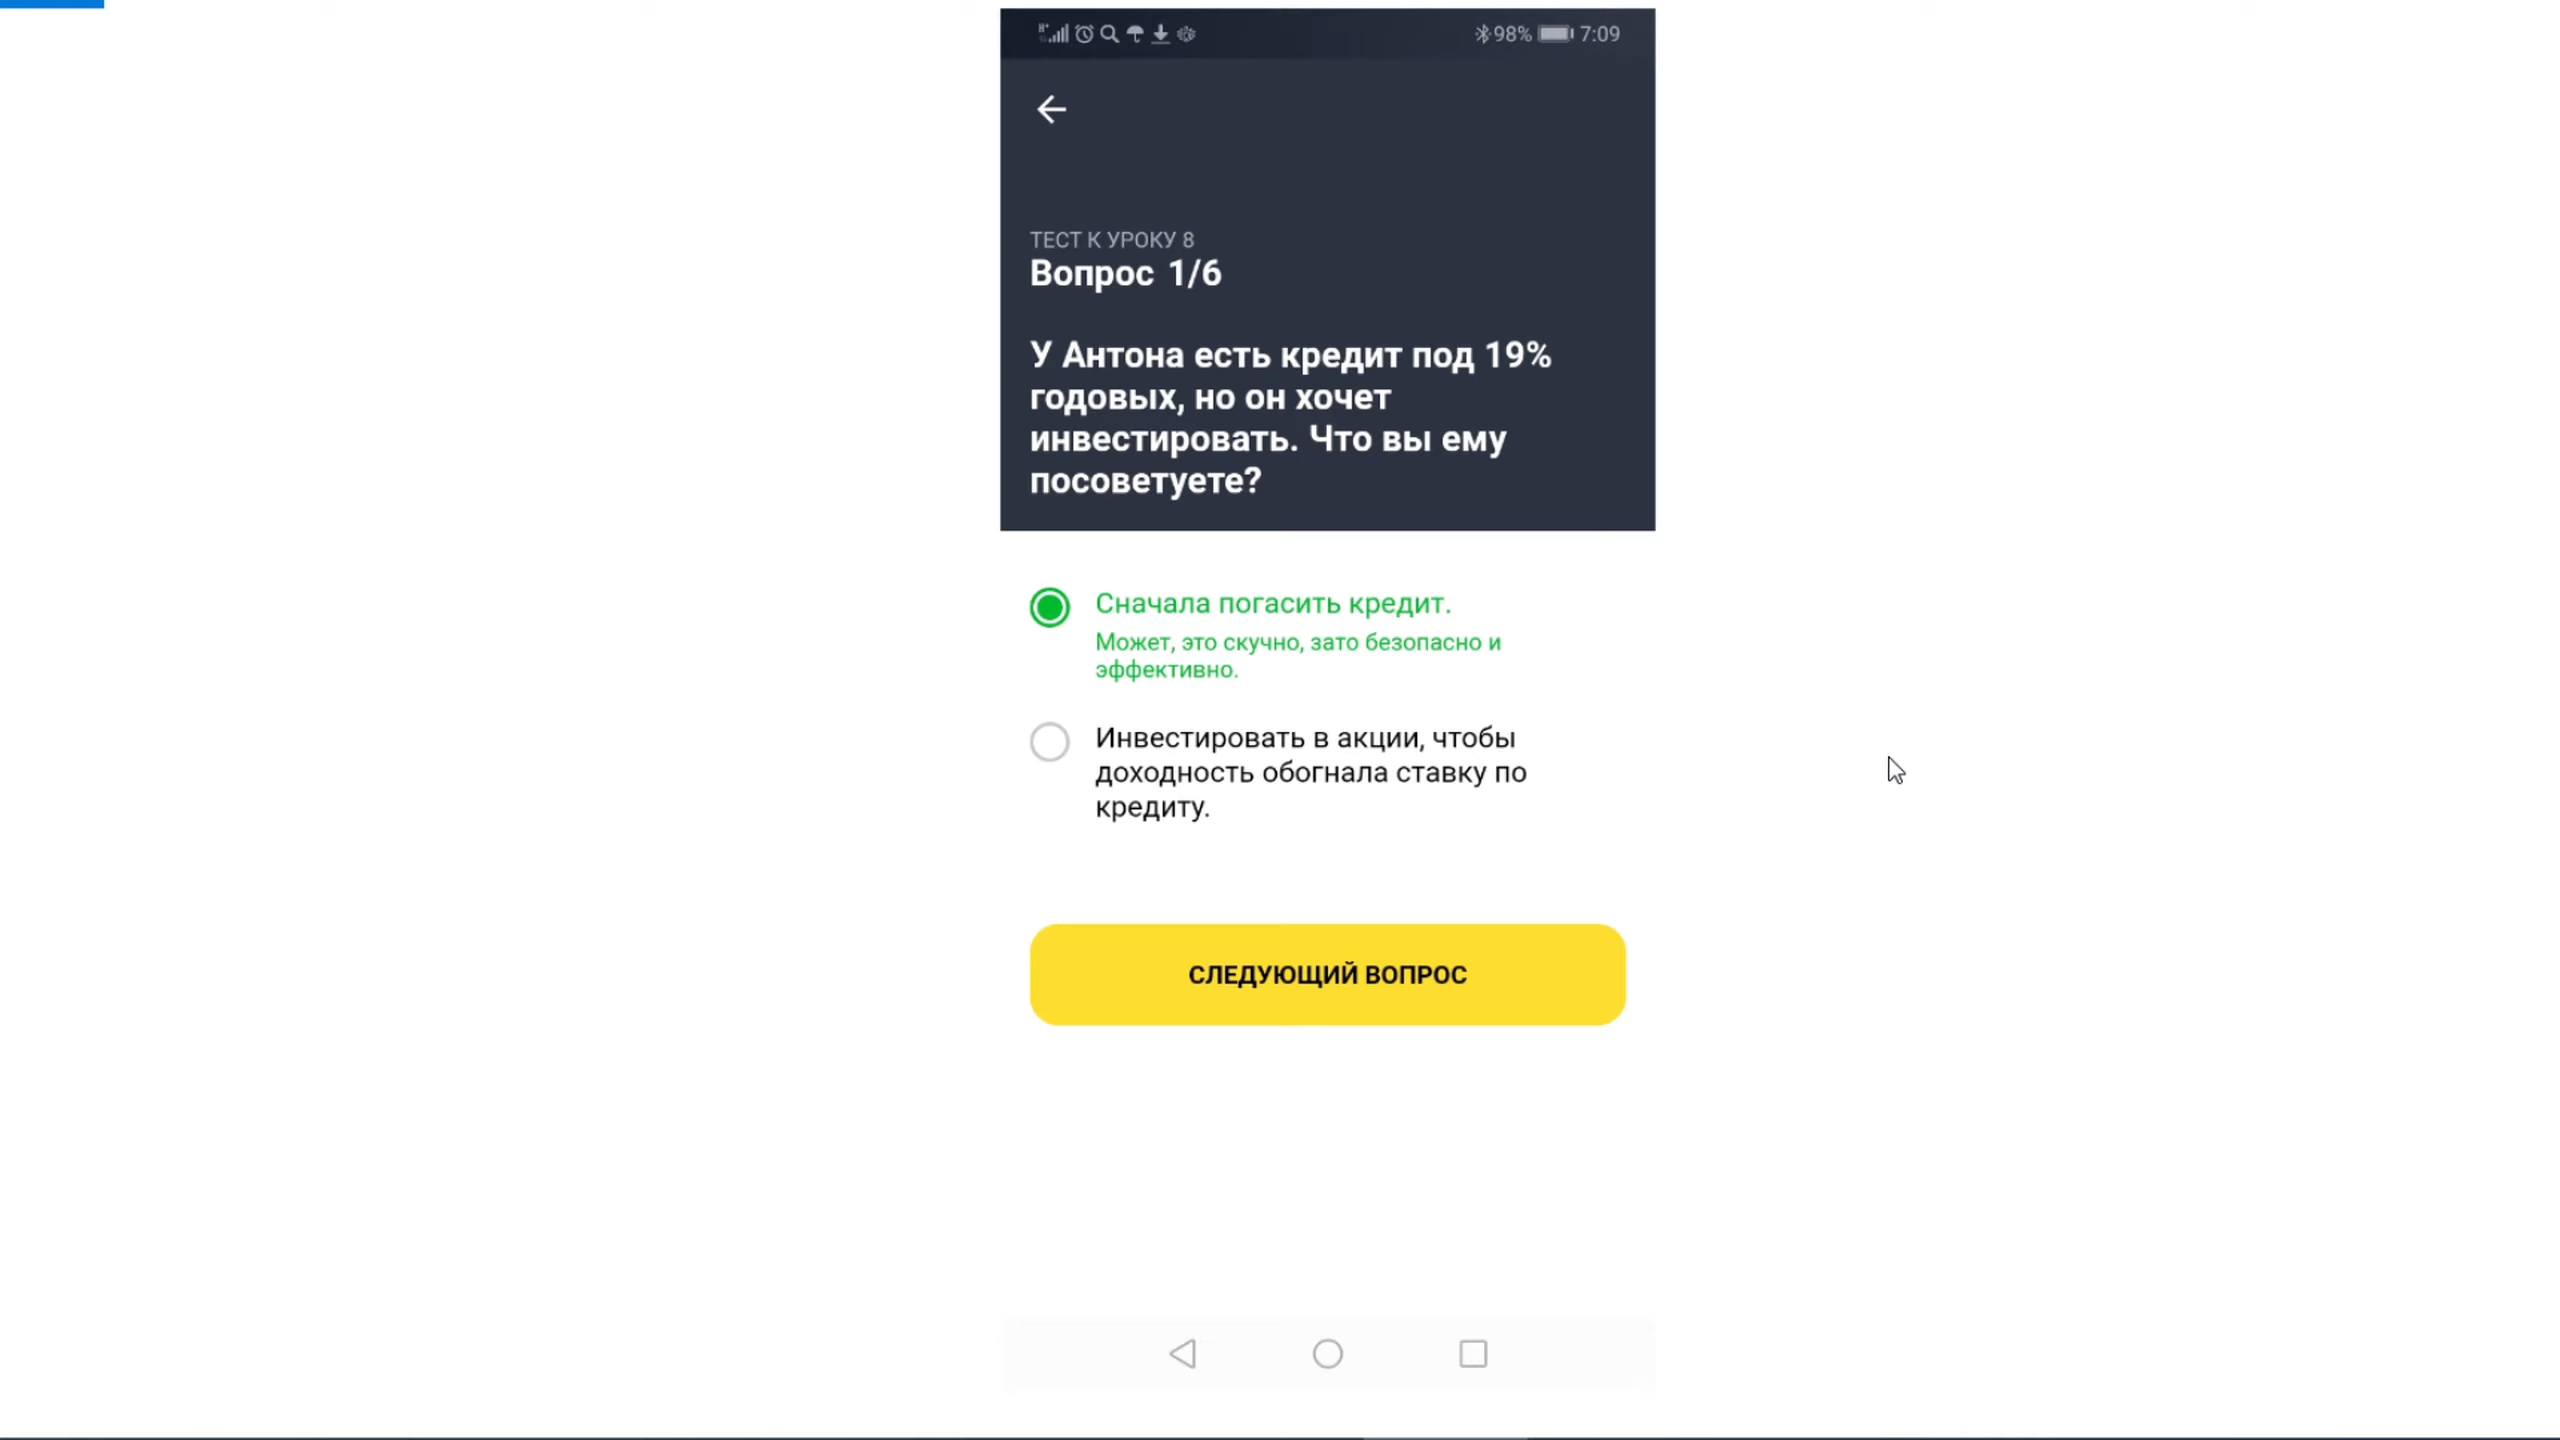 98% 7:09
ТЕСТ К УРОКУ 8
Вопрос 1/6
У Антона есть кредит под 19%
годовых, но он хочет
инвестировать. Что вы ему
посоветуете?
Сначала погасить кредит.
Может, это скучно, зато безопасно и
эффективно.
Инвестировать в акции, чтобы
доходность обогнала ставку по
кредиту.
СЛЕДУЮЩИЙ ВОПРОС